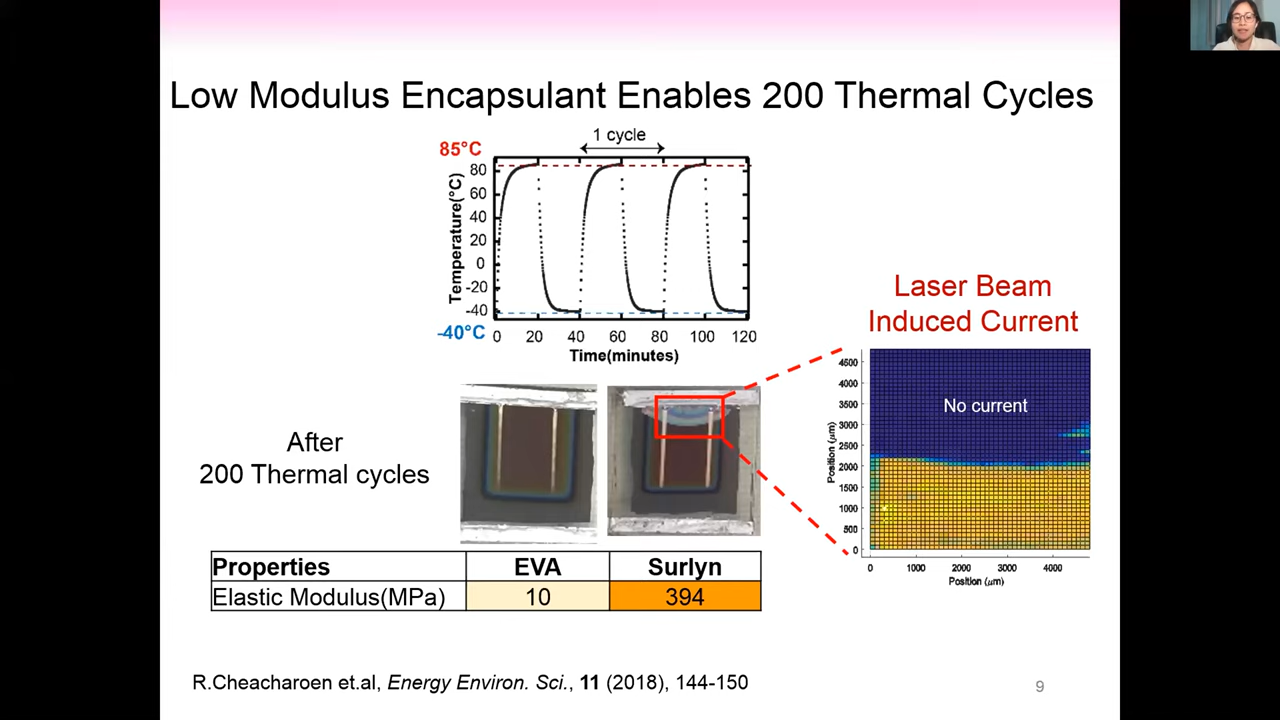 Low Modulus Encapsulant Enables 200 Thermal Cycles
1 cycle
85°C
80
60
40
20
0
-20
-40
Temperature(°C)
-40°C
0 20 40 60 80 100 120
Time(minutes)
Laser Beam
Induced Current
4500
4000
3500
3000
2500
2000
1500
1000
500
0
Position (μm)
No current
0 1000 2000 3000 4000
Position (μm)
After
200 Thermal cycles
Properties EVA Surlyn
Elastic Modulus(MPa) 10 394
R.Cheacharoen et.al, Energy Environ. Sci., 11 (2018), 144-150
9